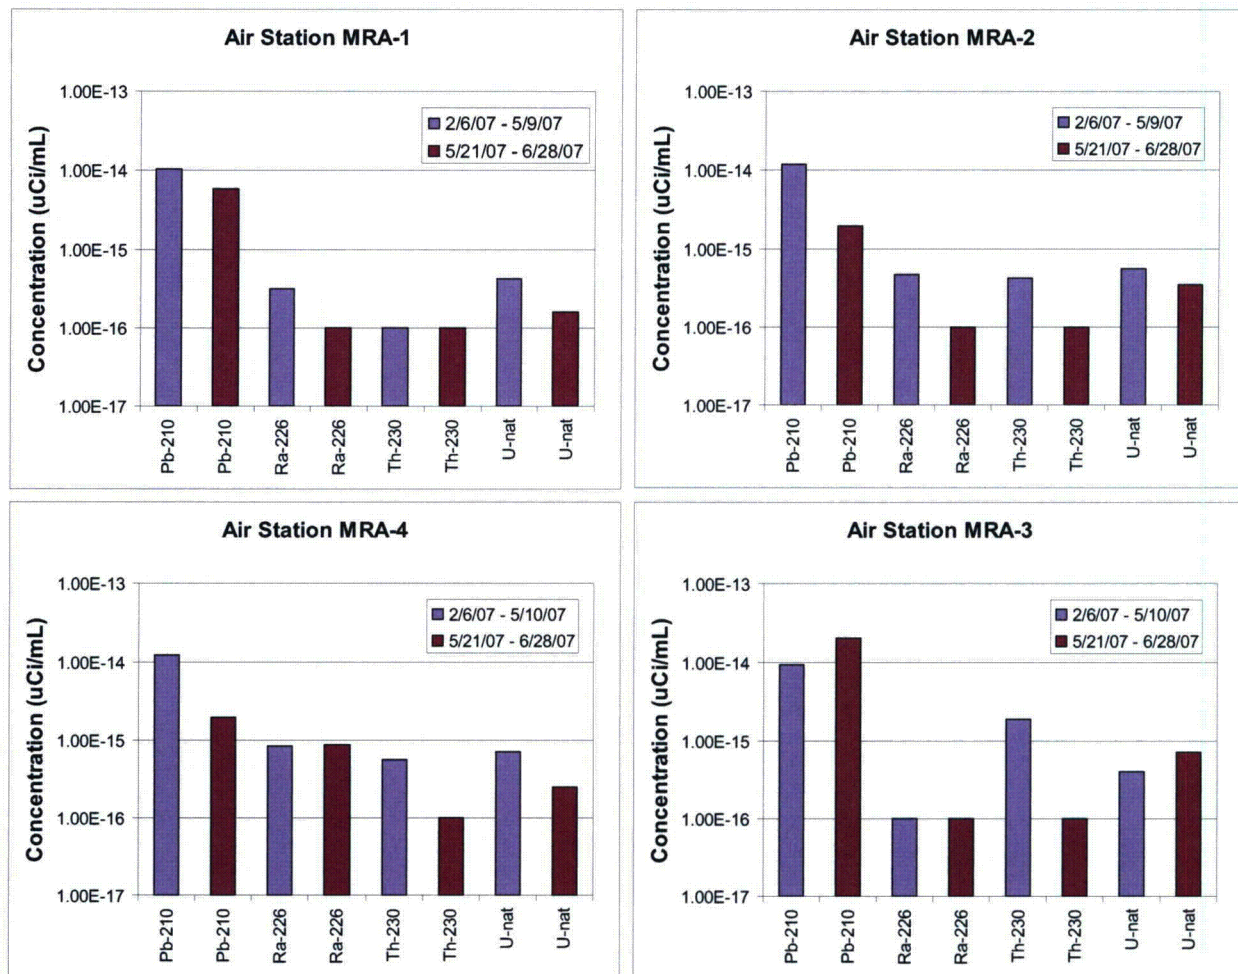 Air Station MRA-1
Concentration (uCi/mL)
1.00E-13
1.00E-14
1.00E-15
1.00E-16
1.00E-17
2/6/07 - 5/9/07
5/21/07 - 6/28/07
Pb-210
Pb-210
Ra-226
Ra-226
Th-230
Th-230
U-nat
U-nat
Air Station MRA-2
Concentration (uCi/mL)
1.00E-13
1.00E-14
1.00E-15
1.00E-16
1.00E-17
2/6/07 - 5/9/07
5/21/07 - 6/28/07
Pb-210
Pb-210
Ra-226
Ra-226
Th-230
Th-230
U-nat
U-nat
Air Station MRA-4
Concentration (uCi/mL)
1.00E-13
1.00E-14
1.00E-15
1.00E-16
1.00E-17
2/6/07 - 5/10/07
5/21/07 - 6/28/07
Pb-210
Pb-210
Ra-226
Ra-226
Th-230
Th-230
U-nat
U-nat
Air Station MRA-3
Concentration (uCi/mL)
1.00E-13
1.00E-14
1.00E-15
1.00E-16
1.00E-17
2/6/07 - 5/10/07
5/21/07 - 6/28/07
Pb-210
Pb-210
Ra-226
Ra-226
Th-230
Th-230
U-nat
U-nat